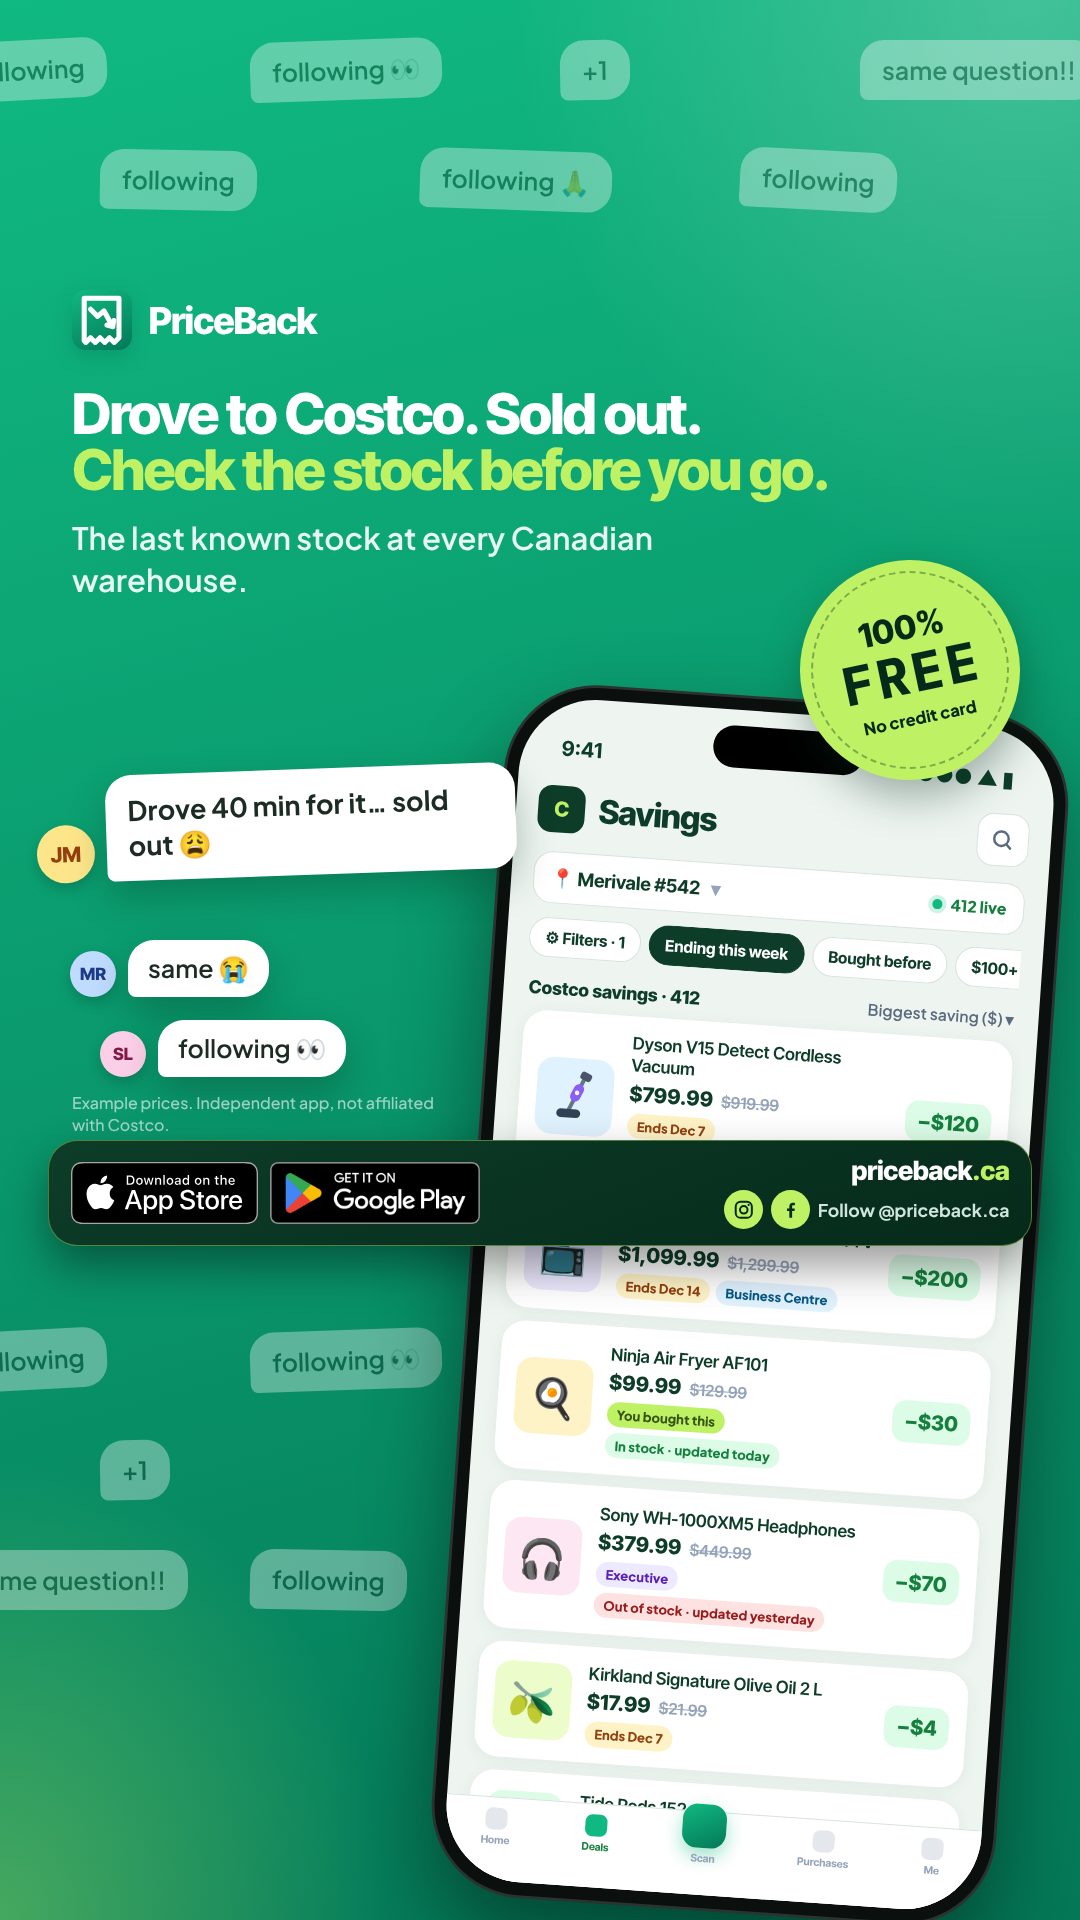 llowing
following 👀
+1
same question!!
following
following 🙏
following
PriceBack
Drove to Costco. Sold out.
Check the stock before you go.
The last known stock at every Canadian
warehouse.
100%
FREE
No credit card
9:41
C
Savings
Drove 40 min for it… sold
out 😩
JM
📍 Merivale #542 ▼
412 live
⚙ Filters · 1
Ending this week
Bought before
$100+
MR
same 😭
Costco savings · 412
Biggest saving ($) ▾
SL
following 👀
Dyson V15 Detect Cordless
Vacuum
$799.99 $919.99
Ends Dec 7
−$120
Example prices. Independent app, not affiliated
with Costco.
Download on the
App Store
GET IT ON
Google Play
priceback.ca
Follow @priceback.ca
$1,099.99 $1,299.99
Ends Dec 14
Business Centre
−$200
llowing
following 👀
Ninja Air Fryer AF101
$99.99 $129.99
You bought this
In stock · updated today
−$30
+1
Sony WH-1000XM5 Headphones
$379.99 $449.99
Executive
Out of stock · updated yesterday
−$70
me question!!
following
Kirkland Signature Olive Oil 2 L
$17.99 $21.99
Ends Dec 7
−$4
Tide Pods 152
Home
Deals
Scan
Purchases
Me